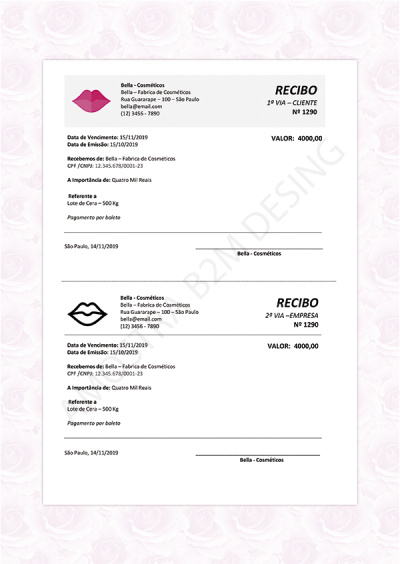 Bella - Cosméticos
Bella – Fabrica de Cosméticos
Rua Guararape – 100 – São Paulo
bella@email.com
(12) 3456 - 7890
RECIBO
1ª VIA – CLIENTE
Nº 1290
Data de Vencimento: 15/11/2019
Data de Emissão: 15/10/2019
VALOR: 4000,00
Recebemos de: Bella – Fabrica de Cosméticos
CPF /CNPJ: 12.345.678/0001-23
A Importância de: Quatro Mil Reais
Referente a
Lote de Cera – 500 Kg
Pagamento por boleto
São Paulo, 14/11/2019
Bella - Cosméticos
Bella - Cosméticos
Bella – Fabrica de Cosméticos
Rua Guararape – 100 – São Paulo
bella@email.com
(12) 3456 - 7890
RECIBO
2ª VIA –EMPRESA
Nº 1290
Data de Vencimento: 15/11/2019
Data de Emissão: 15/10/2019
VALOR: 4000,00
Recebemos de: Bella – Fabrica de Cosméticos
CPF /CNPJ: 12.345.678/0001-23
A Importância de: Quatro Mil Reais
Referente a
Lote de Cera – 500 Kg
Pagamento por boleto
São Paulo, 14/11/2019
Bella - Cosméticos
AMOSTRA B2M DESING